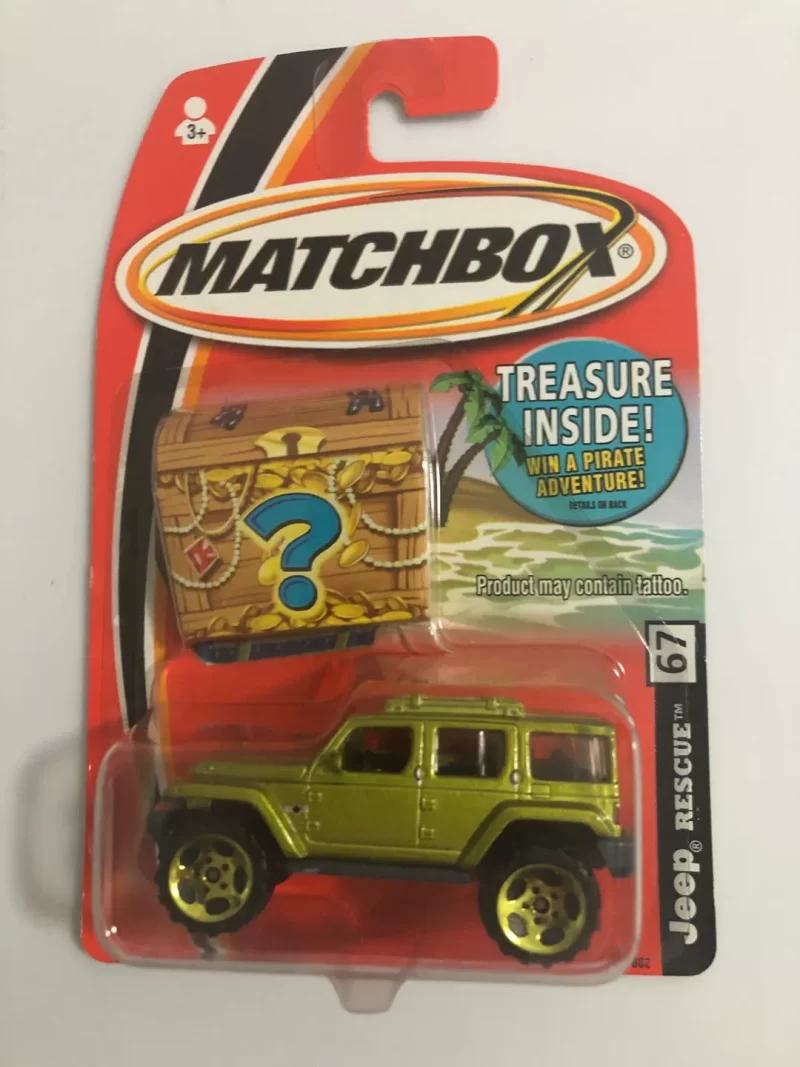 3+
MATCHBOX®
TREASURE
INSIDE!
WIN A PIRATE
ADVENTURE!
DETAILS ON BACK
?
Product may contain tattoo.
67
Jeep® RESCUE™